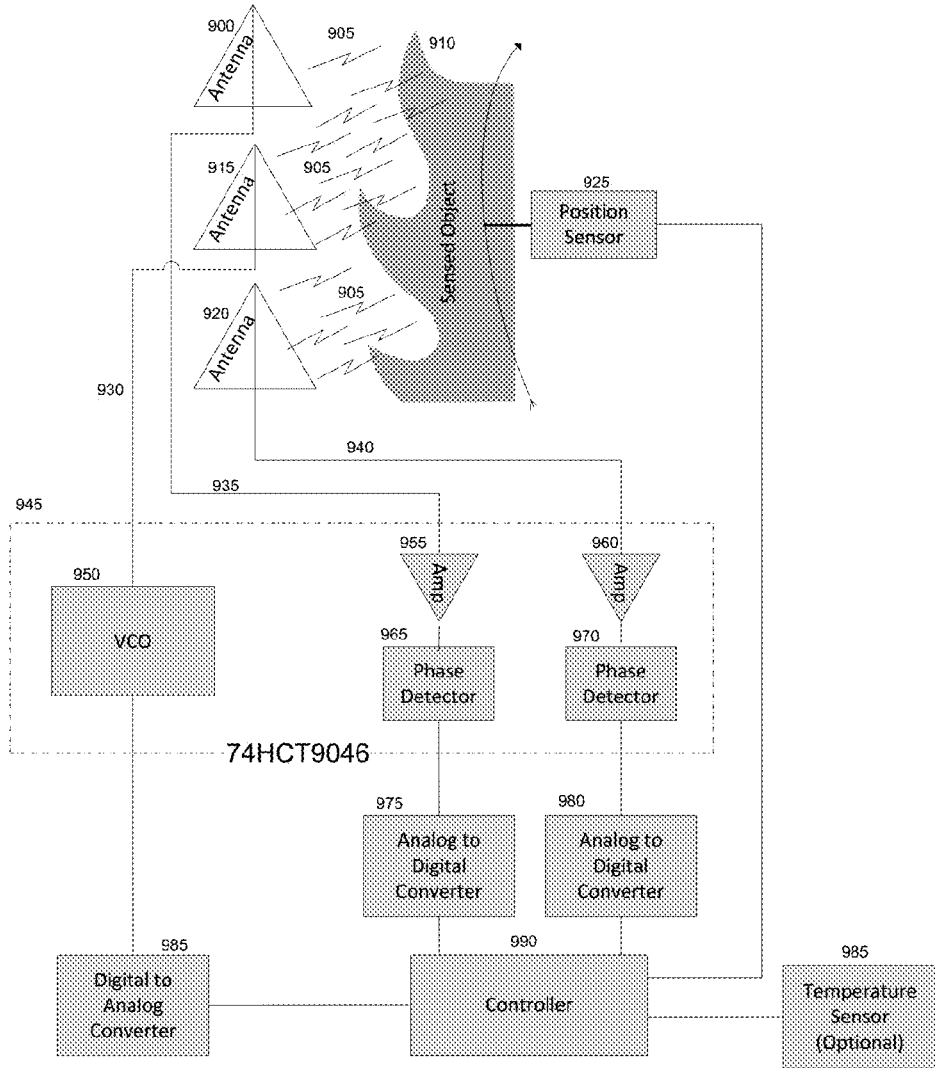 900
905
910
Antenna
915
905
925
Antenna
Sensed Object
Position
Sensor
920
905
Antenna
930
940
935
945
950
955
960
VCO
Amp
Amp
965
970
Phase
Detector
Phase
Detector
74HCT9046
975
980
Analog to
Digital
Converter
Analog to
Digital
Converter
985
990
985
Digital to
Analog
Converter
Controller
Temperature
Sensor
(Optional)